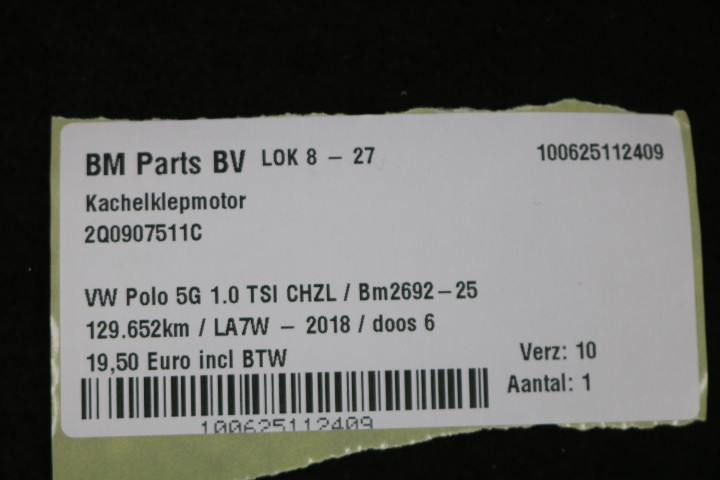 BM Parts BV LOK 8 - 27 100625112409
Kachelklepmotor
2Q0907511C
VW Polo 5G 1.0 TSI CHZL / Bm2692-25
129.652km / LA7W - 2018 / doos 6
19,50 Euro incl BTW Verz: 10
Aantal: 1
100625112409